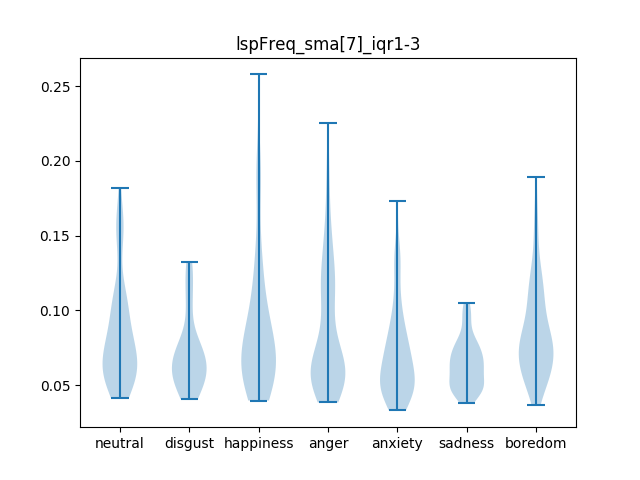 lspFreq_sma[7]_iqr1-3
0.25
0.20
0.15
0.10
0.05
neutral disgust happiness anger anxiety sadness boredom